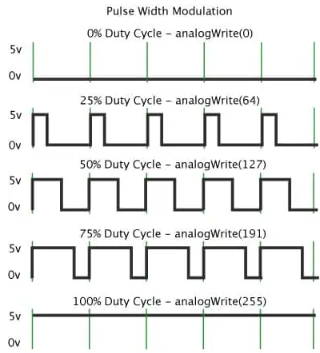 Pulse Width Modulation
0% Duty Cycle – analogWrite(0)
5v
0v
25% Duty Cycle – analogWrite(64)
5v
0v
50% Duty Cycle – analogWrite(127)
5v
0v
75% Duty Cycle – analogWrite(191)
5v
0v
100% Duty Cycle – analogWrite(255)
5v
0v